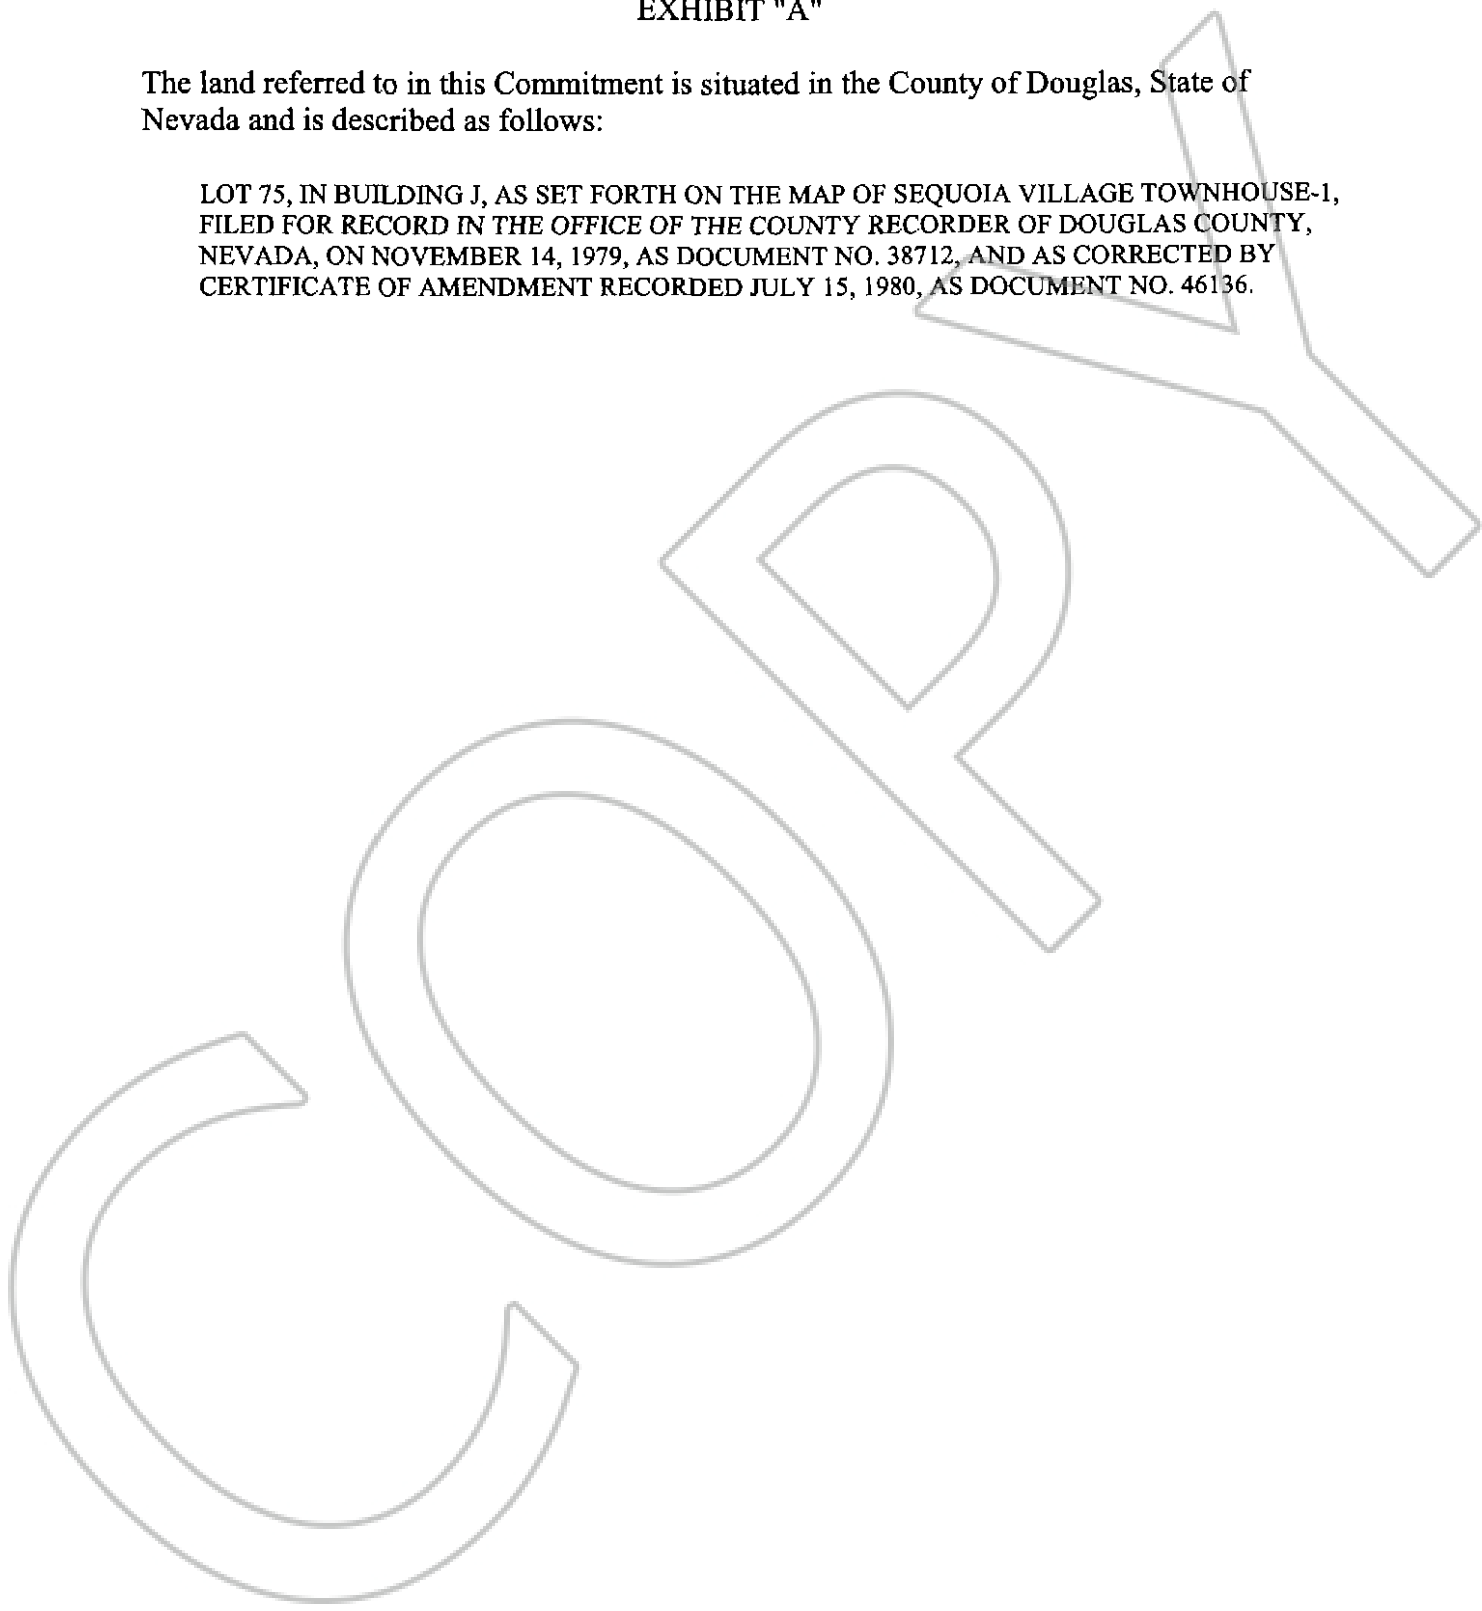 EXHIBIT "A"
The land referred to in this Commitment is situated in the County of Douglas, State of
Nevada and is described as follows:
LOT 75, IN BUILDING J, AS SET FORTH ON THE MAP OF SEQUOIA VILLAGE TOWNHOUSE-1,
FILED FOR RECORD IN THE OFFICE OF THE COUNTY RECORDER OF DOUGLAS COUNTY,
NEVADA, ON NOVEMBER 14, 1979, AS DOCUMENT NO. 38712, AND AS CORRECTED BY
CERTIFICATE OF AMENDMENT RECORDED JULY 15, 1980, AS DOCUMENT NO. 46136.
COPY